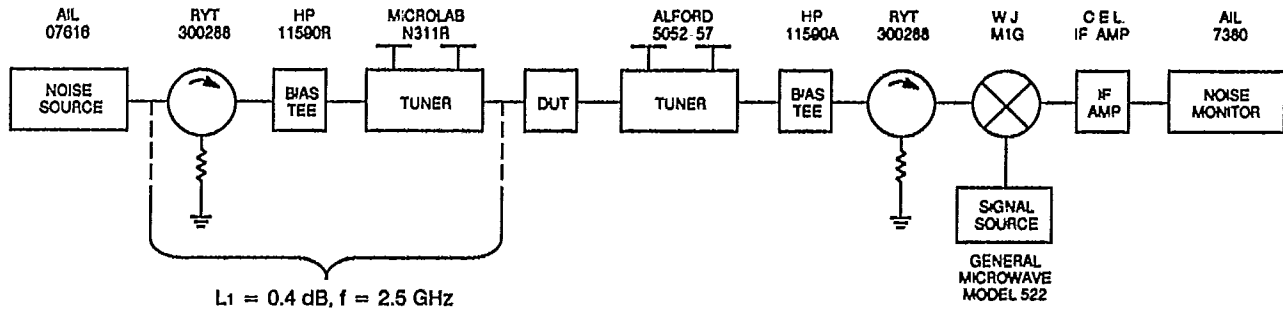 AIL
07616
RYT
300288
HP
11590R
MICROLAB
N311R
ALFORD
5052-57
HP
11590A
RYT
300288
WJ
M1G
CEL
IF AMP
AIL
7380
NOISE
SOURCE
BIAS
TEE
TUNER
DUT
TUNER
BIAS
TEE
IF
AMP
NOISE
MONITOR
SIGNAL
SOURCE
GENERAL
MICROWAVE
MODEL 522
L1 = 0.4 dB, f = 2.5 GHz